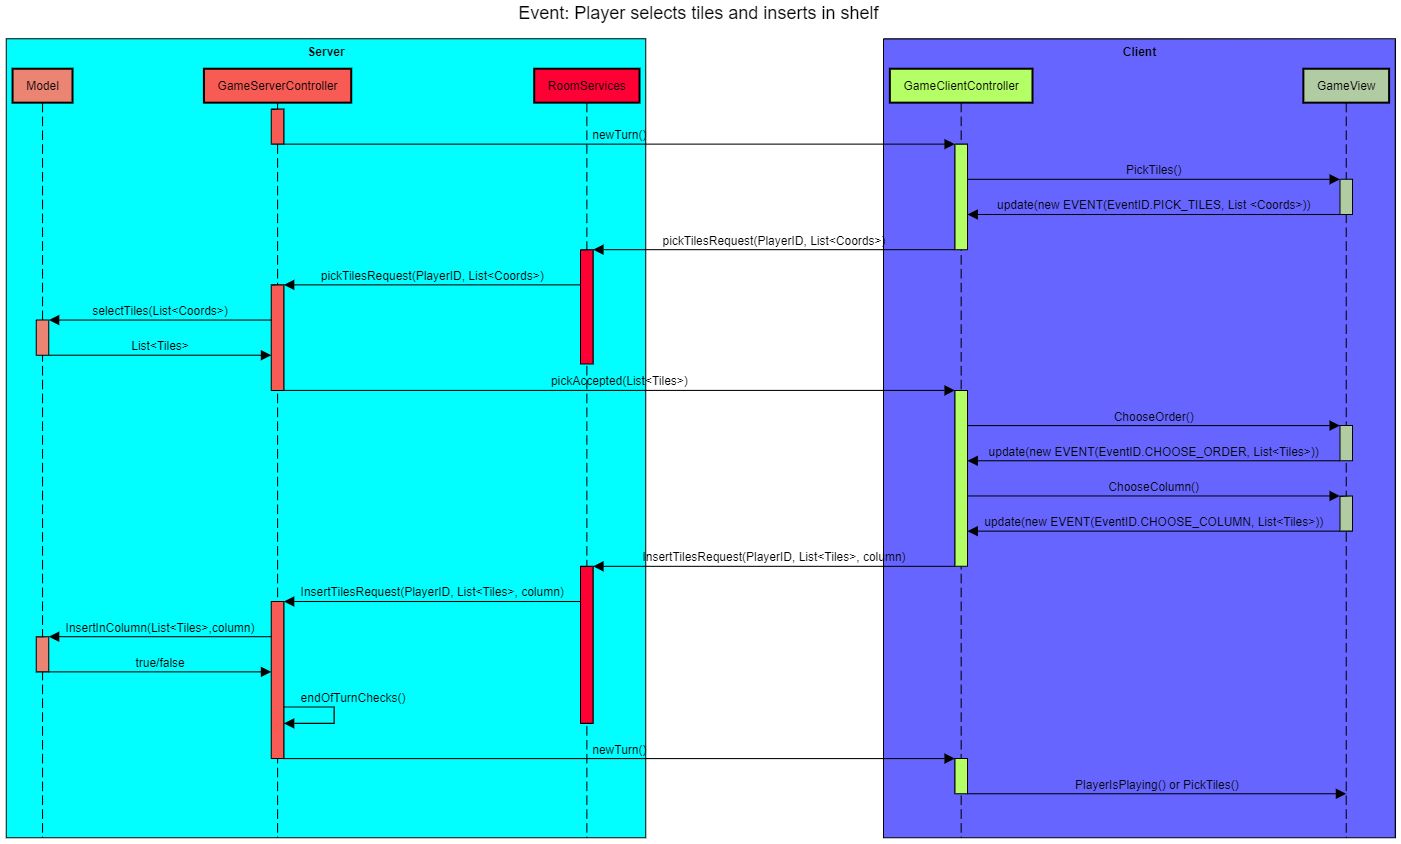 Event: Player selects tiles and inserts in shelf
Server
Client
Model
GameServerController
RoomServices
GameClientController
GameView
newTurn()
PickTiles()
update(new EVENT(EventID.PICK_TILES, List <Coords>))
pickTilesRequest(PlayerID, List<Coords>)
pickTilesRequest(PlayerID, List<Coords>)
selectTiles(List<Coords>)
List<Tiles>
pickAccepted(List<Tiles>)
ChooseOrder()
update(new EVENT(EventID.CHOOSE_ORDER, List<Tiles>))
ChooseColumn()
update(new EVENT(EventID.CHOOSE_COLUMN, List<Tiles>))
InsertTilesRequest(PlayerID, List<Tiles>, column)
InsertTilesRequest(PlayerID, List<Tiles>, column)
InsertInColumn(List<Tiles>,column)
true/false
endOfTurnChecks()
newTurn()
PlayerIsPlaying() or PickTiles()